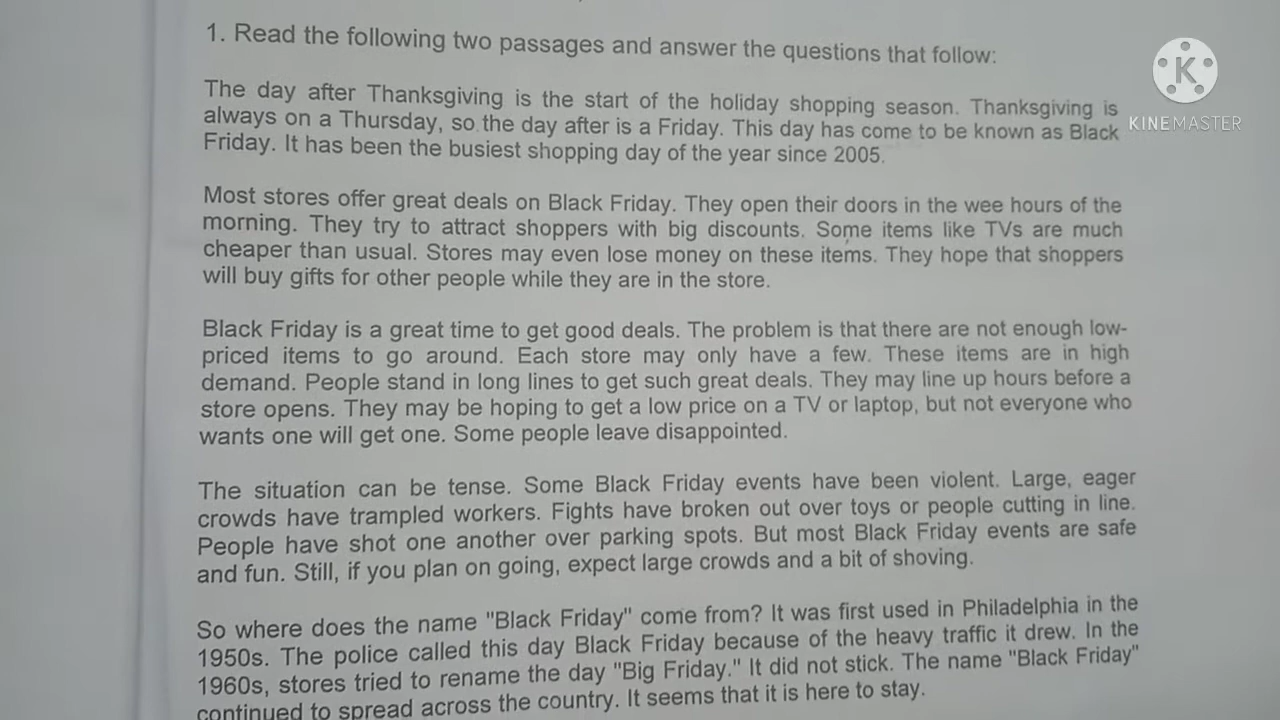 1. Read the following two passages and answer the questions that follow:
The day after Thanksgiving is the start of the holiday shopping season. Thanksgiving is
always on a Thursday, so the day after is a Friday. This day has come to be known as Black
Friday. It has been the busiest shopping day of the year since 2005.
Most stores offer great deals on Black Friday. They open their doors in the wee hours of the
morning. They try to attract shoppers with big discounts. Some items like TVs are much
cheaper than usual. Stores may even lose money on these items. They hope that shoppers
will buy gifts for other people while they are in the store.
Black Friday is a great time to get good deals. The problem is that there are not enough low-
priced items to go around. Each store may only have a few. These items are in high
demand. People stand in long lines to get such great deals. They may line up hours before a
store opens. They may be hoping to get a low price on a TV or laptop, but not everyone who
wants one will get one. Some people leave disappointed.
The situation can be tense. Some Black Friday events have been violent. Large, eager
crowds have trampled workers. Fights have broken out over toys or people cutting in line.
People have shot one another over parking spots. But most Black Friday events are safe
and fun. Still, if you plan on going, expect large crowds and a bit of shoving.
So where does the name "Black Friday" come from? It was first used in Philadelphia in the
1950s. The police called this day Black Friday because of the heavy traffic it drew. In the
1960s, stores tried to rename the day "Big Friday." It did not stick. The name "Black Friday"
continued to spread across the country. It seems that it is here to stay.
K
KINEMASTER